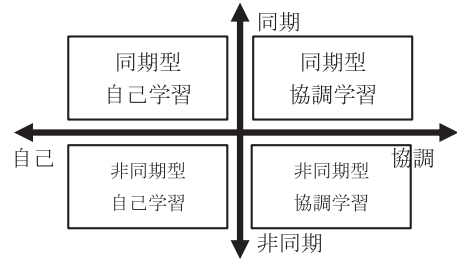 同期
同期型
自己学習
同期型
協調学習
自己
協調
非同期型
自己学習
非同期型
協調学習
非同期